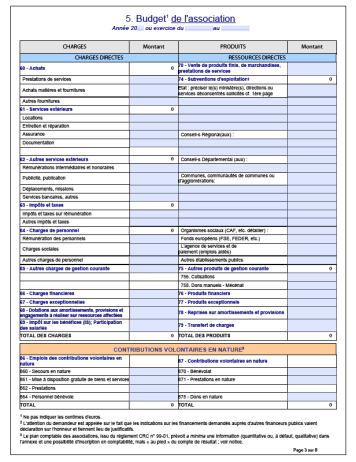 5. Budget¹ de l'association
Année 20 ou exercice du au
CHARGES Montant PRODUITS Montant
CHARGES DIRECTES RESSOURCES DIRECTES
60 - Achats 0 70 - Vente de produits finis, de marchandises, prestations de services
Prestations de services 74 - Subventions d'exploitation² 0
Achats matières et fournitures Etat : préciser le(s) ministère(s), directions ou services déconcentrés sollicités cf. 1ère page
Autres fournitures
61 - Services extérieurs 0
Locations
Entretien et réparation
Assurance Conseil-s Régional(aux) :
Documentation
62 - Autres services extérieurs 0 Conseil-s Départemental (aux) :
Rémunérations intermédiaires et honoraires
Publicité, publication Communes, communautés de communes ou d'agglomérations:
Déplacements, missions
Services bancaires, autres
63 - Impôts et taxes 0
Impôts et taxes sur rémunération
Autres impôts et taxes
64 - Charges de personnel 0 Organismes sociaux (CAF, etc. détailler) :
Rémunération des personnels Fonds européens (FSE, FEDER, etc.)
Charges sociales L'agence de services et de paiement (emplois aidés)
Autres charges de personnel Autres établissements publics
65 - Autres charges de gestion courante 75 - Autres produits de gestion courante 0
756. Cotisations
758. Dons manuels - Mécénat
66 - Charges financières 76 - Produits financiers
67 - Charges exceptionnelles 77 - Produits exceptionnels
68 - Dotations aux amortissements, provisions et engagements à réaliser sur ressources affectées 78 - Reprises sur amortissements et provisions
69 - Impôt sur les bénéfices (IS); Participation des salariés 79 - Transfert de charges
TOTAL DES CHARGES 0 TOTAL DES PRODUITS 0
CONTRIBUTIONS VOLONTAIRES EN NATURE³
86 - Emplois des contributions volontaires en nature 87 - Contributions volontaires en nature
860 - Secours en nature 870 - Bénévolat
861 - Mise à disposition gratuite de biens et services 871 - Prestations en nature
862 - Prestations
864 - Personnel bénévole 875 - Dons en nature
TOTAL 0 TOTAL 0
¹ Ne pas indiquer les centimes d'euros.
² L'attention du demandeur est appelée sur le fait que les indications sur les financements demandés auprès d'autres financeurs publics valent
déclaration sur l'honneur et tiennent lieu de justificatifs.
³ Le plan comptable des associations, issu du règlement CRC n° 99-01, prévoit a minima une information (quantitative ou, à défaut, qualitative) dans
l'annexe et une possibilité d'inscription en comptabilité, mais « au pied » du compte de résultat ; voir notice.